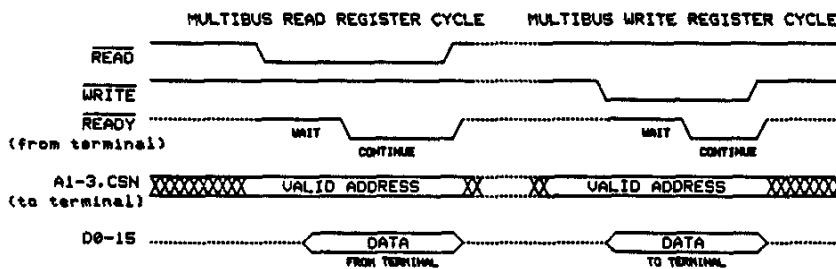 MULTIBUS READ REGISTER CYCLE MULTIBUS WRITE REGISTER CYCLE
READ
WRITE
READY
(from terminal)
WAIT
CONTINUE
WAIT
CONTINUE
A1-3,CSN
(to terminal)
VALID ADDRESS
VALID ADDRESS
D0-15
DATA
FROM TERMINAL
DATA
TO TERMINAL